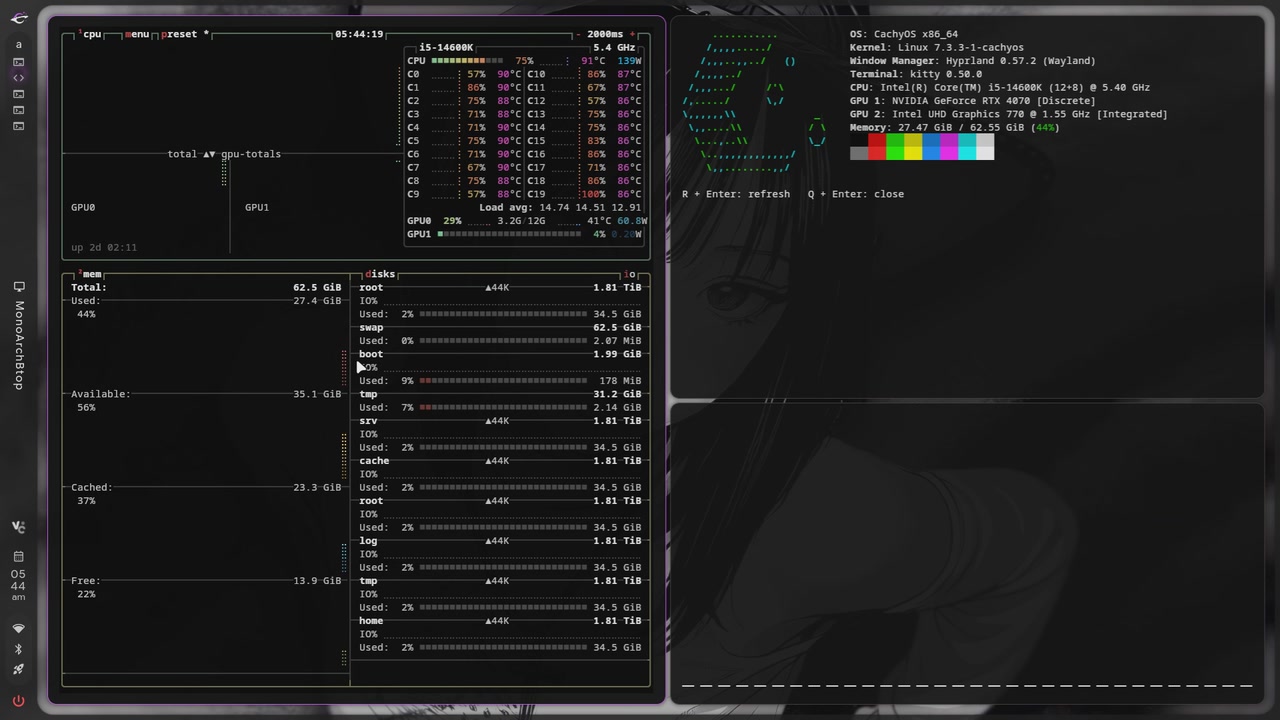 a
MonoArchBtop
05
44
am
¹cpu menu preset * 05:44:19 - 2000ms +
i5-14600K 5.4 GHz
CPU 75% 91°C 139W
C0 57% 90°C C10 86% 87°C
C1 86% 90°C C11 75% 86°C
C2 71% 88°C C12 57% 86°C
C3 75% 88°C C13 86% 86°C
C4 71% 88°C C14 75% 86°C
C5 75% 90°C C15 83% 86°C
C6 71% 90°C C16 86% 86°C
C7 67% 90°C C17 71% 86°C
C8 75% 88°C C18 86% 86°C
C9 57% 88°C C19 100% 86°C
Load avg: 14.74 14.51 12.91
GPU0 29% 3.2G/12G 41°C 60.8W
GPU1 4% 0.20W
total ▲▼ gpu-totals
GPU0 GPU1
up 2d 02:11
²mem
Total: 62.5 GiB
Used: 27.4 GiB
44%
Available: 35.1 GiB
56%
Cached: 23.3 GiB
37%
Free: 13.9 GiB
22%
disks io
root ▲44K 1.81 TiB
IO%
Used: 2% 34.5 GiB
swap 62.5 GiB
Used: 0% 2.07 MiB
boot 1.99 GiB
IO%
Used: 9% 178 MiB
tmp 31.2 GiB
Used: 7% 2.14 GiB
srv ▲44K 1.81 TiB
IO%
Used: 2% 34.5 GiB
cache ▲44K 1.81 TiB
IO%
Used: 2% 34.5 GiB
root ▲44K 1.81 TiB
IO%
Used: 2% 34.5 GiB
log ▲44K 1.81 TiB
IO%
Used: 2% 34.5 GiB
tmp ▲44K 1.81 TiB
IO%
Used: 2% 34.5 GiB
home ▲44K 1.81 TiB
IO%
Used: 2% 34.5 GiB
OS: CachyOS x86_64
Kernel: Linux 7.3.3-1-cachyos
Window Manager: Hyprland 0.57.2 (Wayland)
Terminal: kitty 0.50.0
CPU: Intel(R) Core(TM) i5-14600K (12+8) @ 5.40 GHz
GPU 1: NVIDIA GeForce RTX 4070 [Discrete]
GPU 2: Intel UHD Graphics 770 @ 1.55 GHz [Integrated]
Memory: 27.47 GiB / 62.55 GiB (44%)
R + Enter: refresh Q + Enter: close